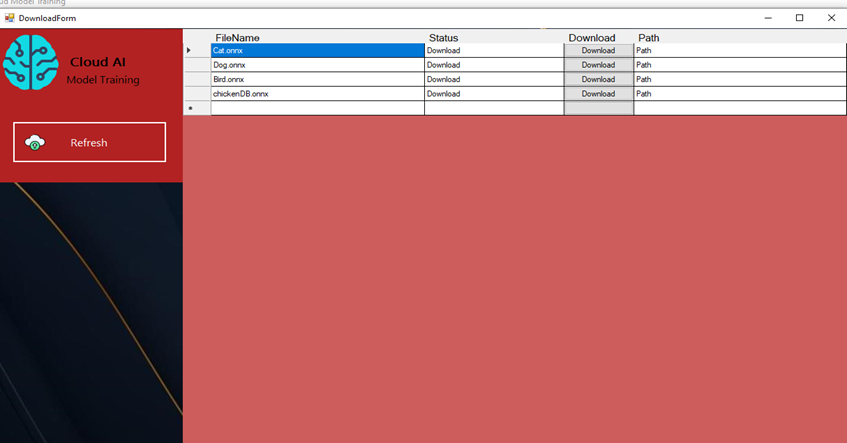 ud Model Training
DownloadForm
Cloud AI
Model Training
Refresh
FileName Status Download Path
Cat.onnx Download Download Path
Dog.onnx Download Download Path
Bird.onnx Download Download Path
chickenDB.onnx Download Download Path